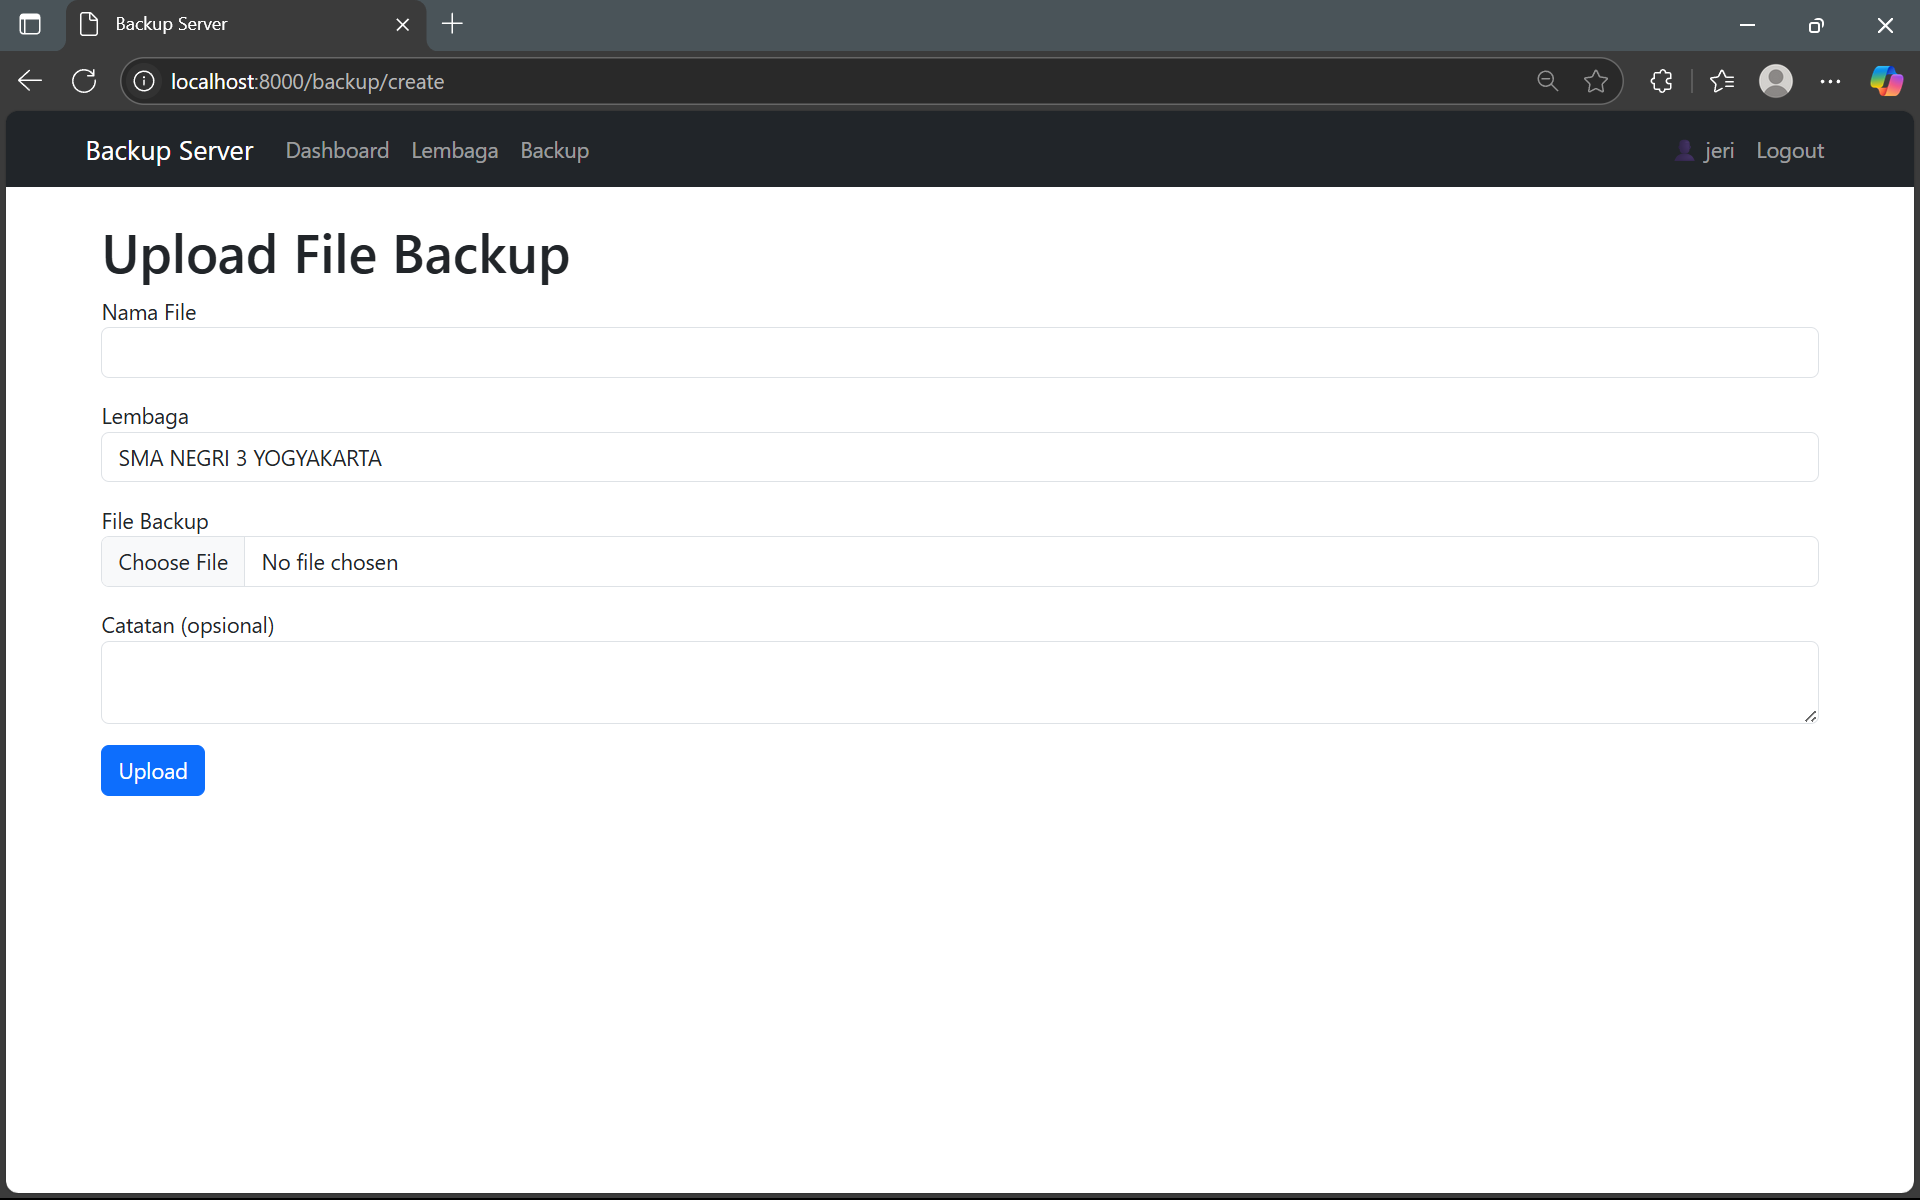 Backup Server
localhost:8000/backup/create
Backup Server Dashboard Lembaga Backup jeri Logout
Upload File Backup
Nama File
Lembaga
SMA NEGRI 3 YOGYAKARTA
File Backup
Choose File No file chosen
Catatan (opsional)
Upload